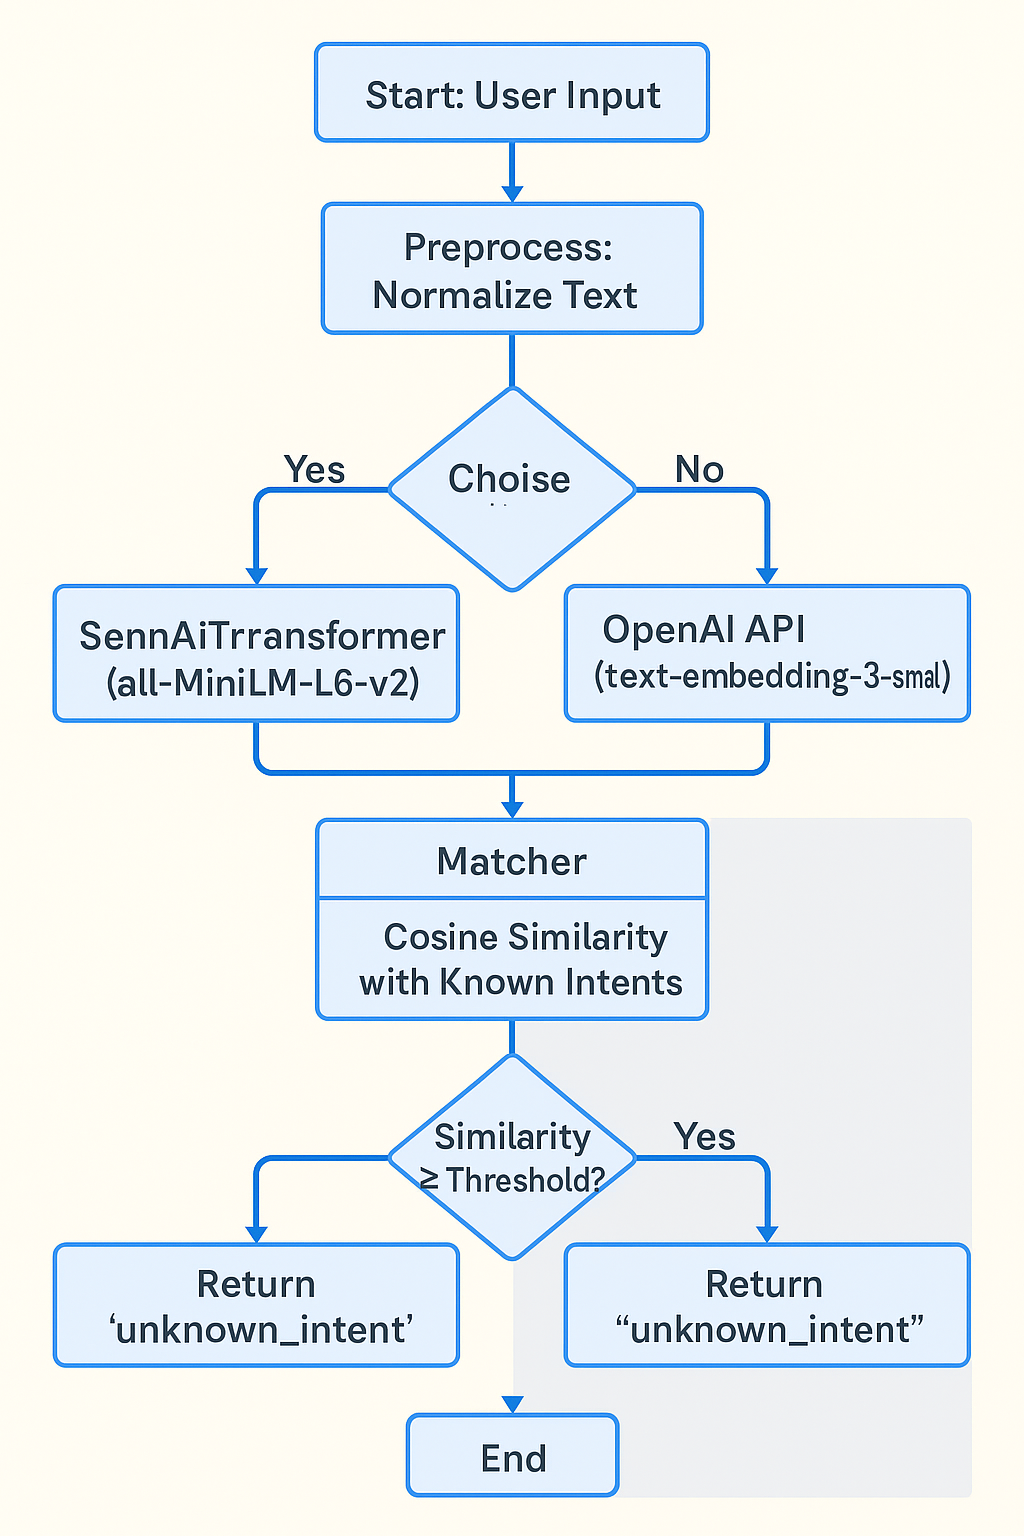 Start: User Input
Preprocess:
Normalize Text
Choise
Yes
No
SennAiTrransformer
(all-MiniLM-L6-v2)
OpenAI API
(text-embedding-3-smal)
Matcher
Cosine Similarity
with Known Intents
Similarity
≥ Threshold?
Yes
Return
‘unknown_intent’
Return
“unknown_intent”
End